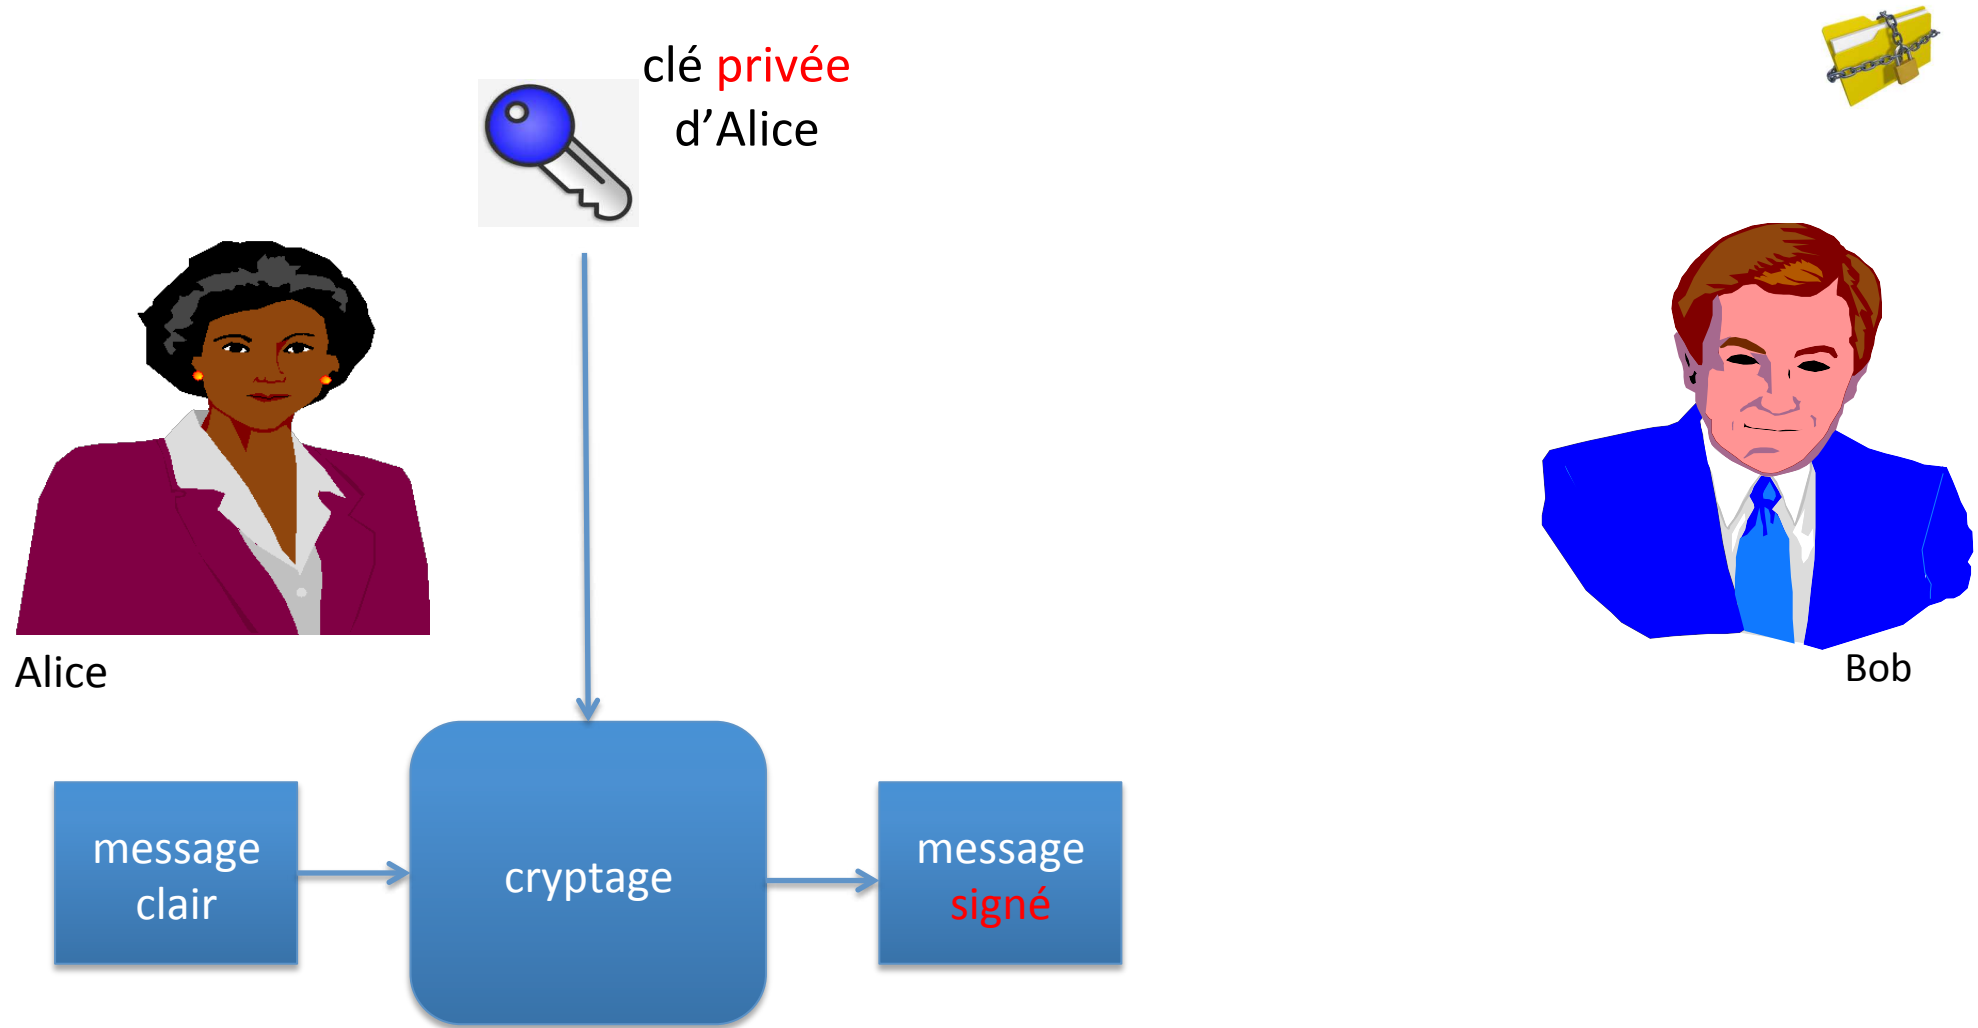 clé privée
d’Alice
Alice
Bob
message
clair
cryptage
message
signé